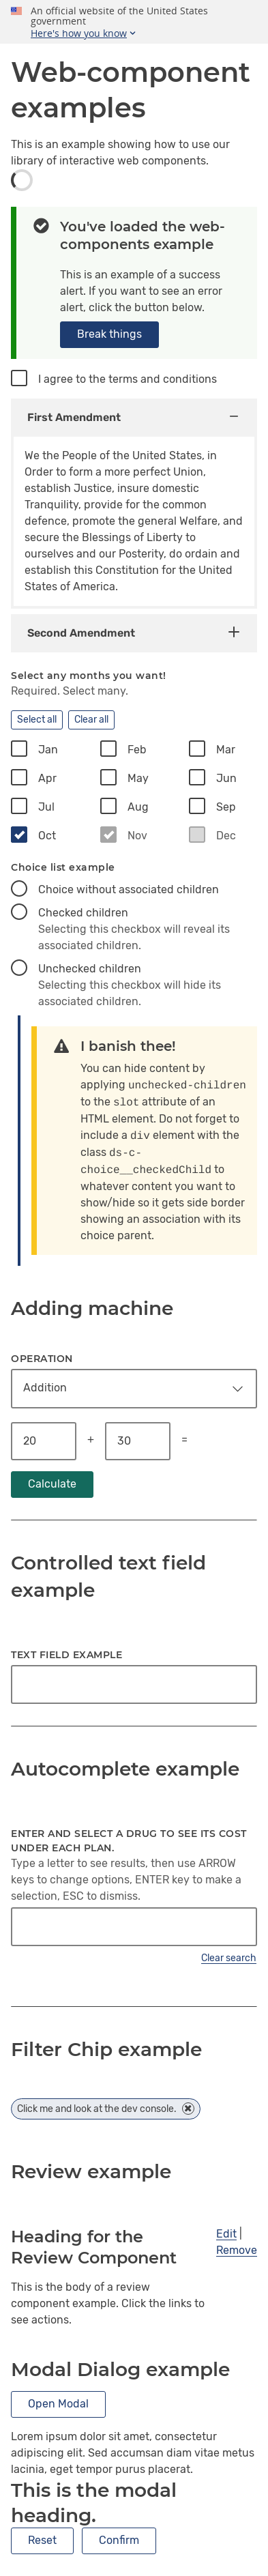 An official website of the United States
government
Here's how you know
Web-component
examples
This is an example showing how to use our
library of interactive web components.
You've loaded the web-
components example
This is an example of a success
alert. If you want to see an error
alert, click the button below.
Break things
I agree to the terms and conditions
First Amendment
We the People of the United States, in
Order to form a more perfect Union,
establish Justice, insure domestic
Tranquility, provide for the common
defence, promote the general Welfare, and
secure the Blessings of Liberty to
ourselves and our Posterity, do ordain and
establish this Constitution for the United
States of America.
Second Amendment
Select any months you want!
Required. Select many.
Select all Clear all
Jan Feb Mar
Apr May Jun
Jul Aug Sep
Oct Nov Dec
Choice list example
Choice without associated children
Checked children
Selecting this checkbox will reveal its
associated children.
Unchecked children
Selecting this checkbox will hide its
associated children.
I banish thee!
You can hide content by
applying unchecked-children
to the slot attribute of an
HTML element. Do not forget to
include a div element with the
class ds-c-
choice__checkedChild to
whatever content you want to
show/hide so it gets side border
showing an association with its
choice parent.
Adding machine
OPERATION
Addition
20 + 30 =
Calculate
Controlled text field
example
TEXT FIELD EXAMPLE
Autocomplete example
ENTER AND SELECT A DRUG TO SEE ITS COST
UNDER EACH PLAN.
Type a letter to see results, then use ARROW
keys to change options, ENTER key to make a
selection, ESC to dismiss.
Clear search
Filter Chip example
Click me and look at the dev console.
Review example
Heading for the
Review Component
Edit |
Remove
This is the body of a review
component example. Click the links to
see actions.
Modal Dialog example
Open Modal
Lorem ipsum dolor sit amet, consectetur
adipiscing elit. Sed accumsan diam vitae metus
lacinia, eget tempor purus placerat.
This is the modal
heading.
Reset Confirm